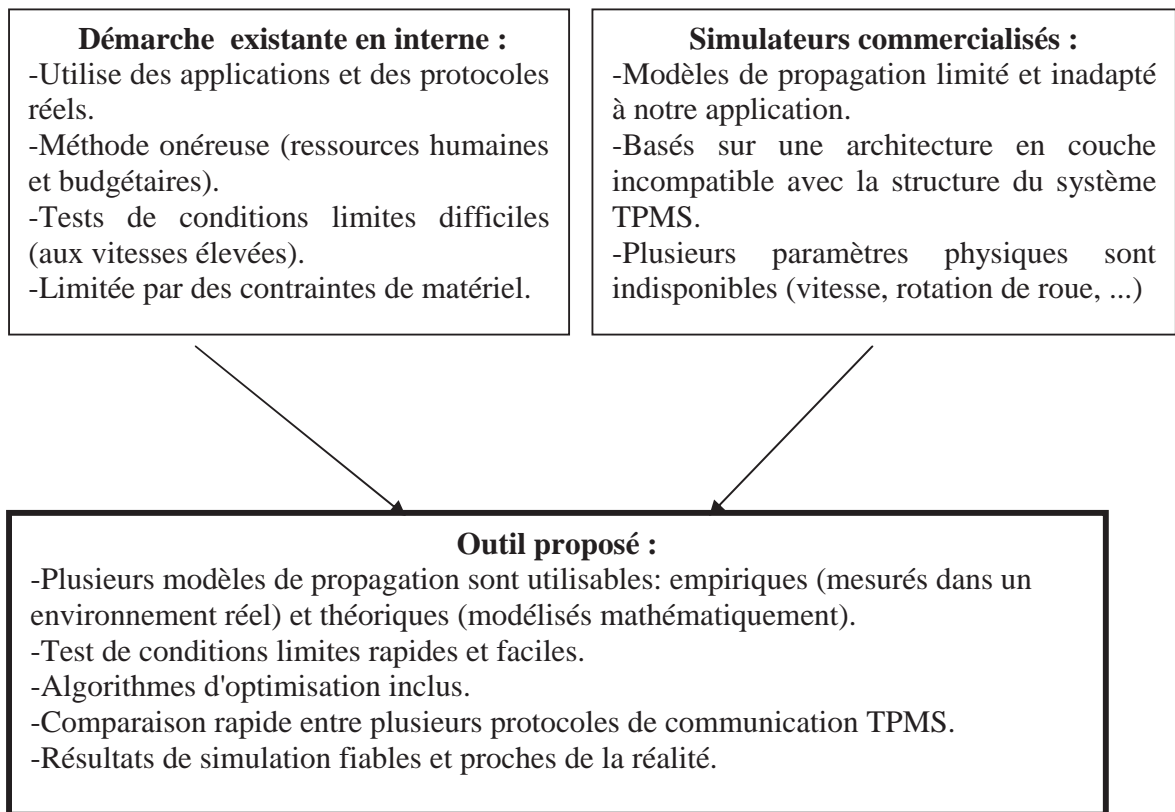 Démarche existante en interne :
-Utilise des applications et des protocoles
réels.
-Méthode onéreuse (ressources humaines
et budgétaires).
-Tests de conditions limites difficiles
(aux vitesses élevées).
-Limitée par des contraintes de matériel.
Simulateurs commercialisés :
-Modèles de propagation limité et inadapté
à notre application.
-Basés sur une architecture en couche
incompatible avec la structure du système
TPMS.
-Plusieurs paramètres physiques sont
indisponibles (vitesse, rotation de roue, ...)
Outil proposé :
-Plusieurs modèles de propagation sont utilisables: empiriques (mesurés dans un
environnement réel) et théoriques (modélisés mathématiquement).
-Test de conditions limites rapides et faciles.
-Algorithmes d'optimisation inclus.
-Comparaison rapide entre plusieurs protocoles de communication TPMS.
-Résultats de simulation fiables et proches de la réalité.